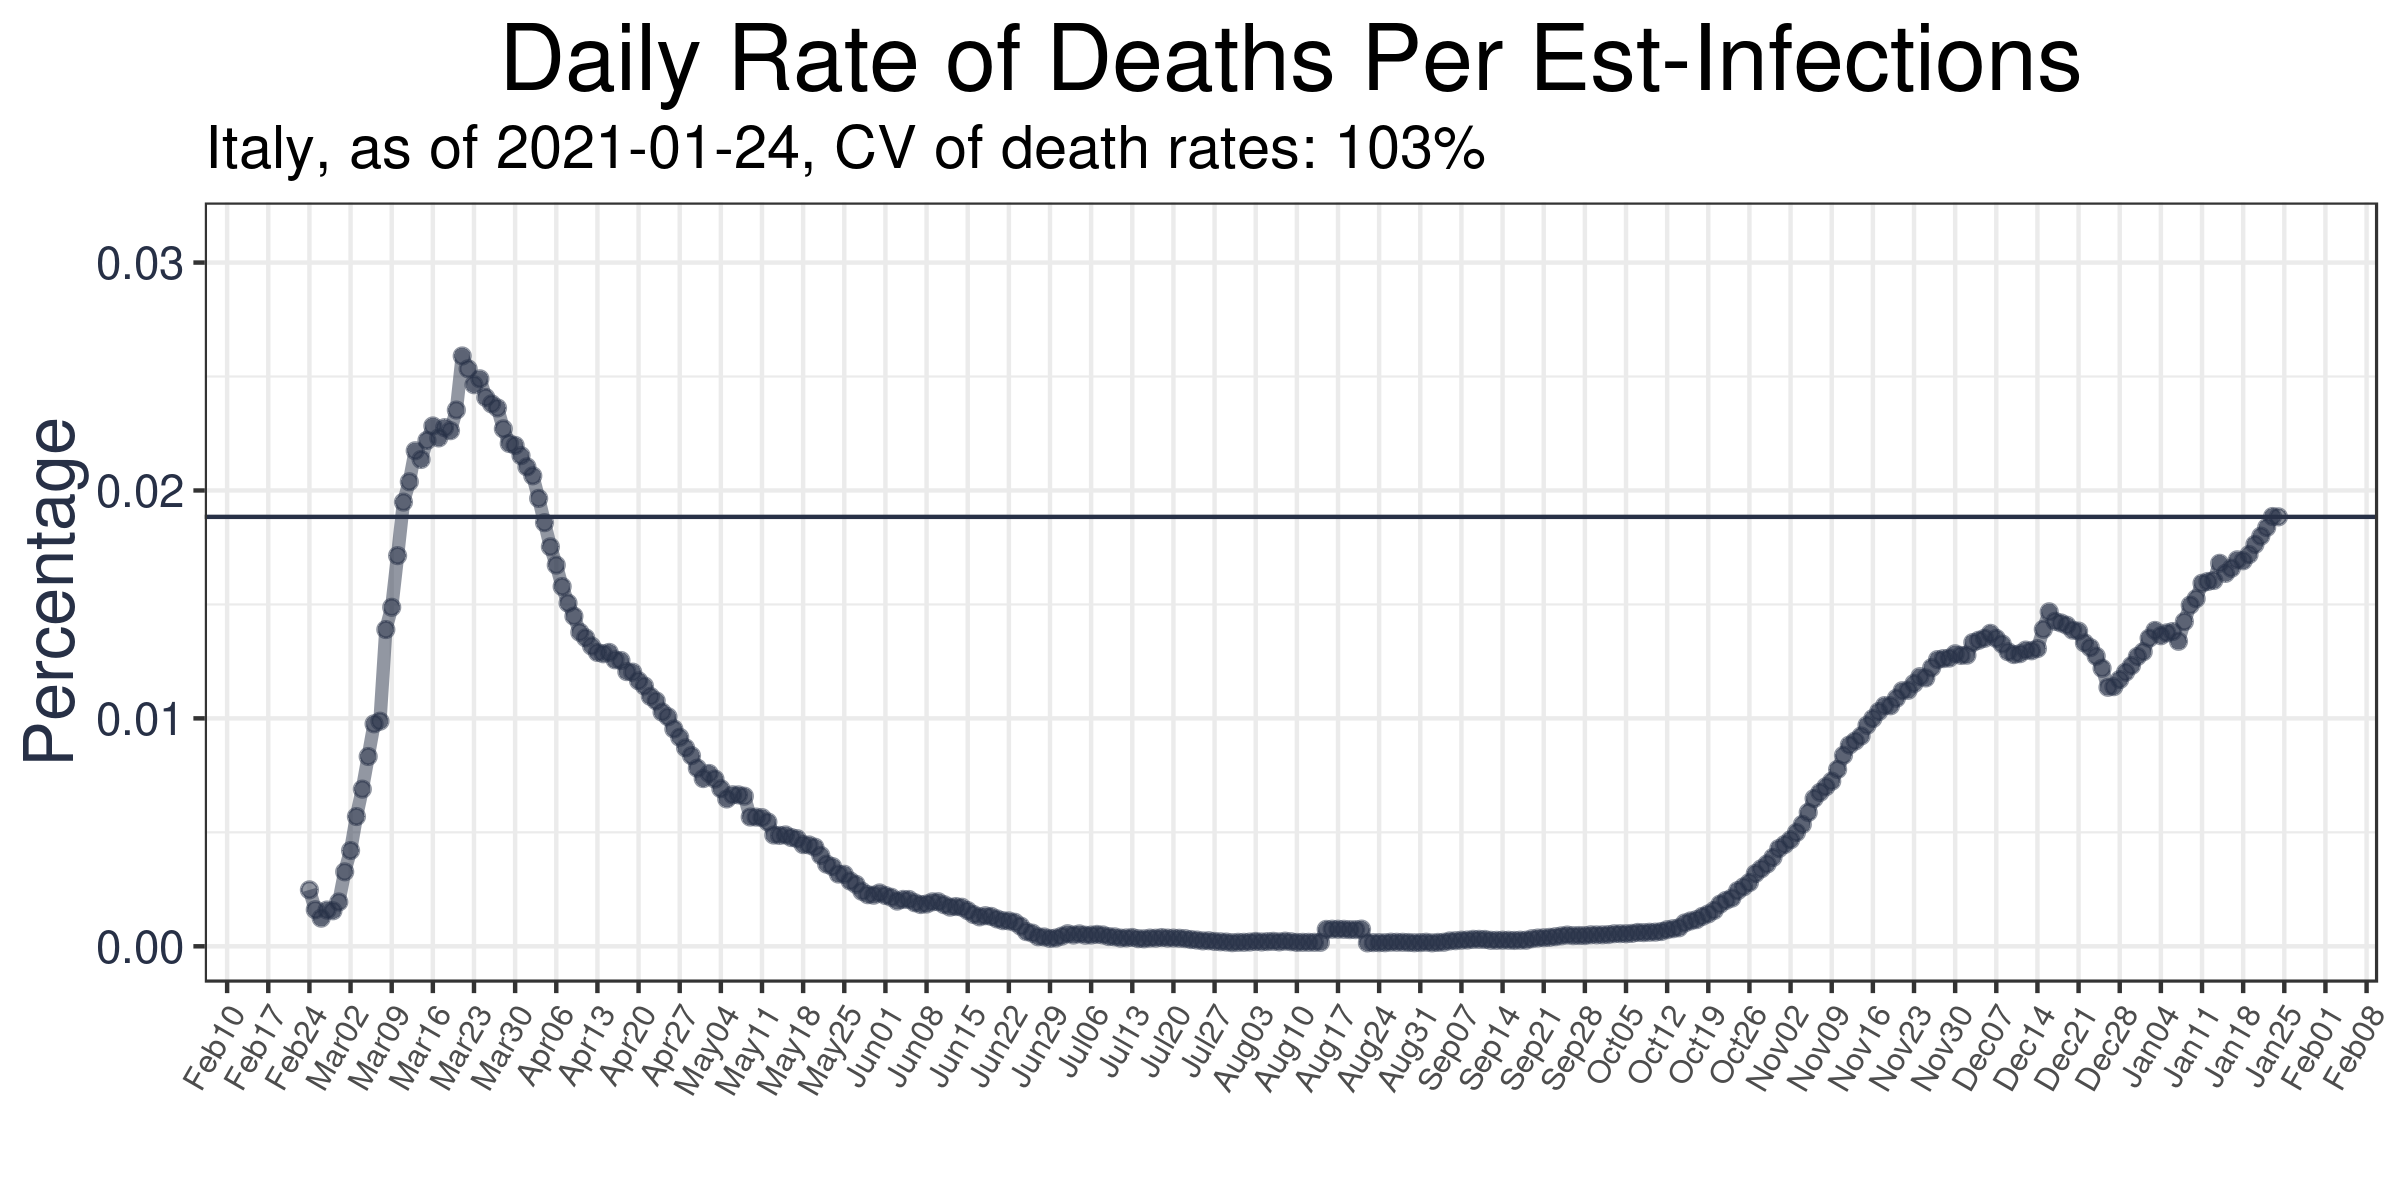 Daily Rate of Deaths Per Est-Infections
Italy, as of 2021-01-24, CV of death rates: 103%
Percentage
0.03
0.02
0.01
0.00
Feb10
Feb17
Feb24
Mar02
Mar09
Mar16
Mar23
Mar30
Apr06
Apr13
Apr20
Apr27
May04
May11
May18
May25
Jun01
Jun08
Jun15
Jun22
Jun29
Jul06
Jul13
Jul20
Jul27
Aug03
Aug10
Aug17
Aug24
Aug31
Sep07
Sep14
Sep21
Sep28
Oct05
Oct12
Oct19
Oct26
Nov02
Nov09
Nov16
Nov23
Nov30
Dec07
Dec14
Dec21
Dec28
Jan04
Jan11
Jan18
Jan25
Feb01
Feb08